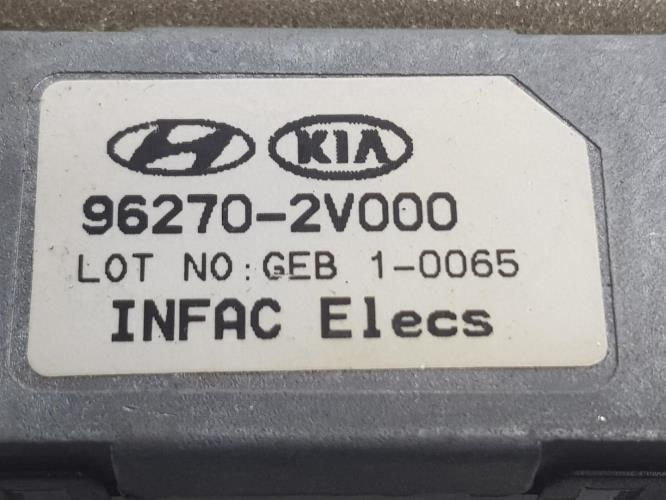 KIA
96270-2V000
LOT NO:GEB 1-0065
INFAC Elecs